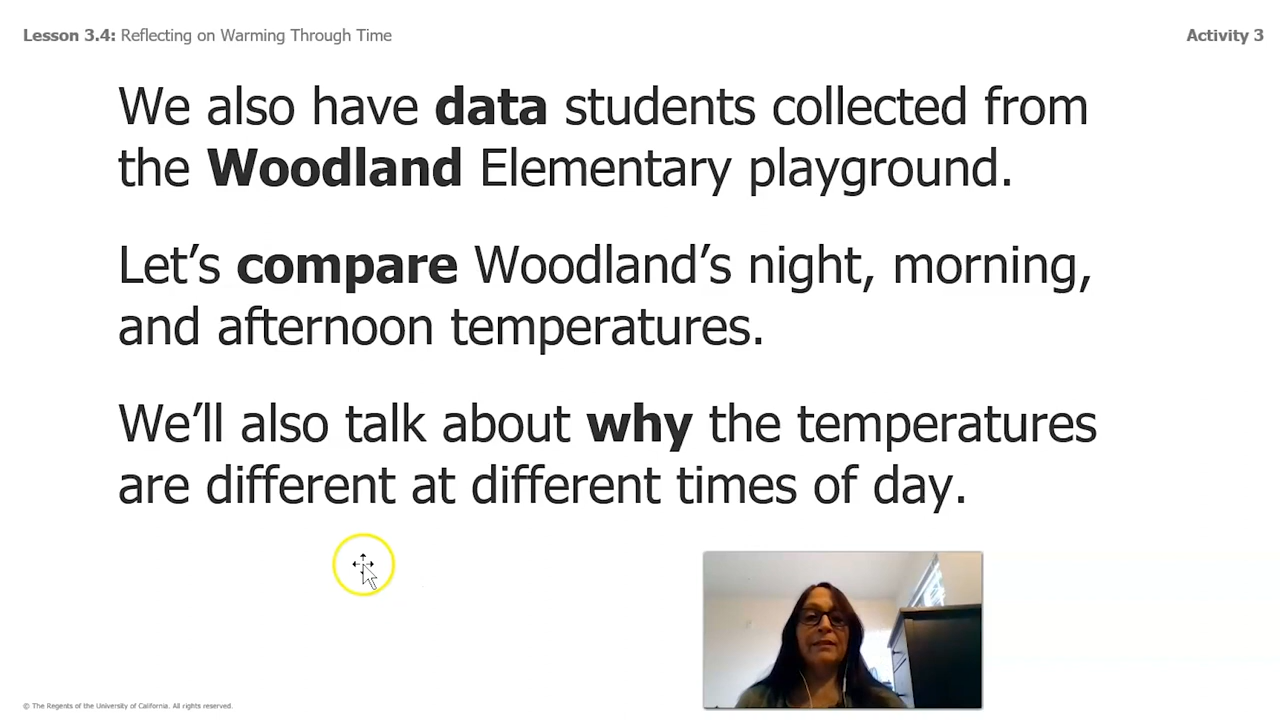 Lesson 3.4: Reflecting on Warming Through Time
Activity 3
We also have data students collected from
the Woodland Elementary playground.
Let’s compare Woodland’s night, morning,
and afternoon temperatures.
We’ll also talk about why the temperatures
are different at different times of day.
© The Regents of the University of California. All rights reserved.